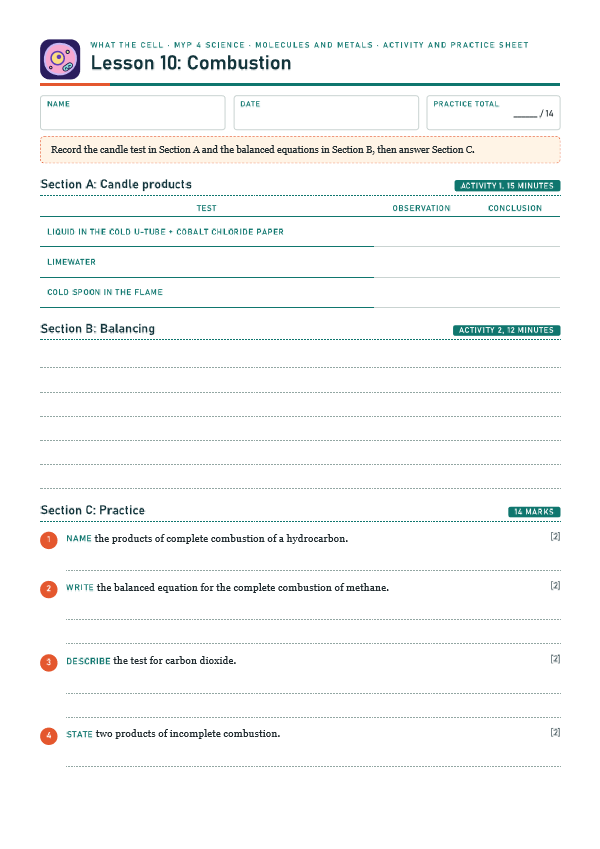 WHAT THE CELL · MYP 4 SCIENCE · MOLECULES AND METALS · ACTIVITY AND PRACTICE SHEET
Lesson 10: Combustion
NAME
DATE
PRACTICE TOTAL
_____ / 14
Record the candle test in Section A and the balanced equations in Section B, then answer Section C.
Section A: Candle products
ACTIVITY 1, 15 MINUTES
TEST OBSERVATION CONCLUSION
LIQUID IN THE COLD U-TUBE + COBALT CHLORIDE PAPER
LIMEWATER
COLD SPOON IN THE FLAME
Section B: Balancing
ACTIVITY 2, 12 MINUTES
Section C: Practice
14 MARKS
1 NAME the products of complete combustion of a hydrocarbon. [2]
2 WRITE the balanced equation for the complete combustion of methane. [2]
3 DESCRIBE the test for carbon dioxide. [2]
4 STATE two products of incomplete combustion. [2]